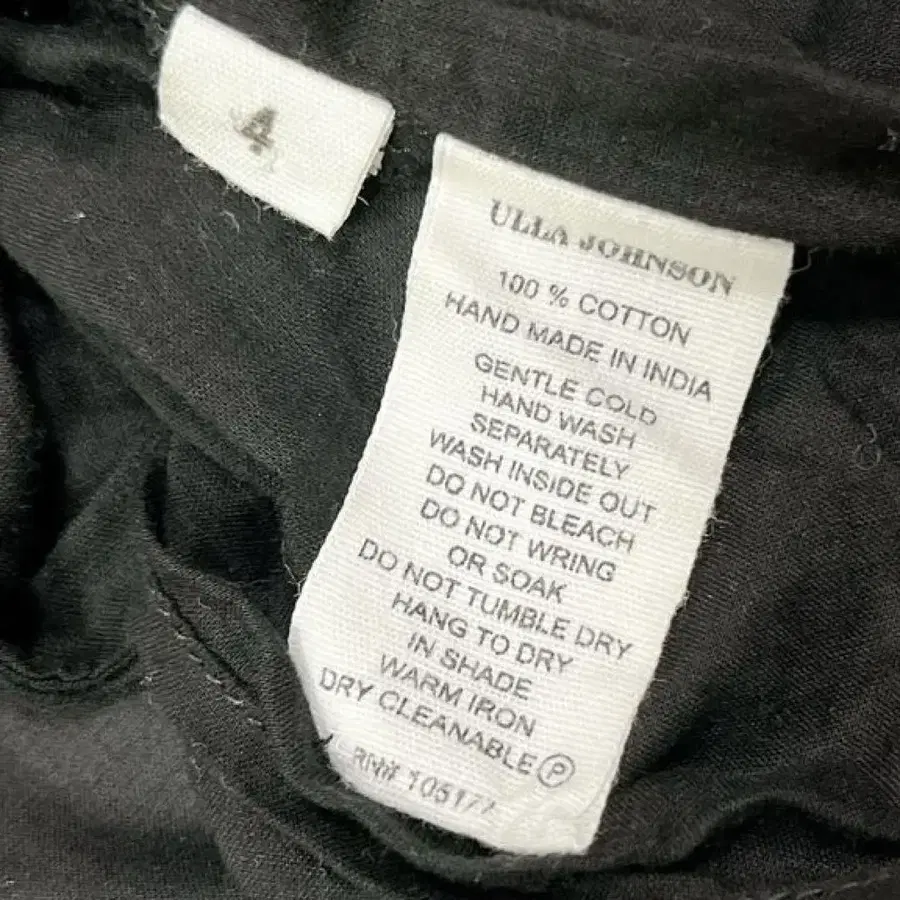 4
ULLA JOHNSON
100 % COTTON
HAND MADE IN INDIA
GENTLE COLD
HAND WASH
SEPARATELY
WASH INSIDE OUT
DO NOT BLEACH
DO NOT WRING
OR SOAK
DO NOT TUMBLE DRY
HANG TO DRY
IN SHADE
WARM IRON
DRY CLEANABLE Ⓟ
RN#